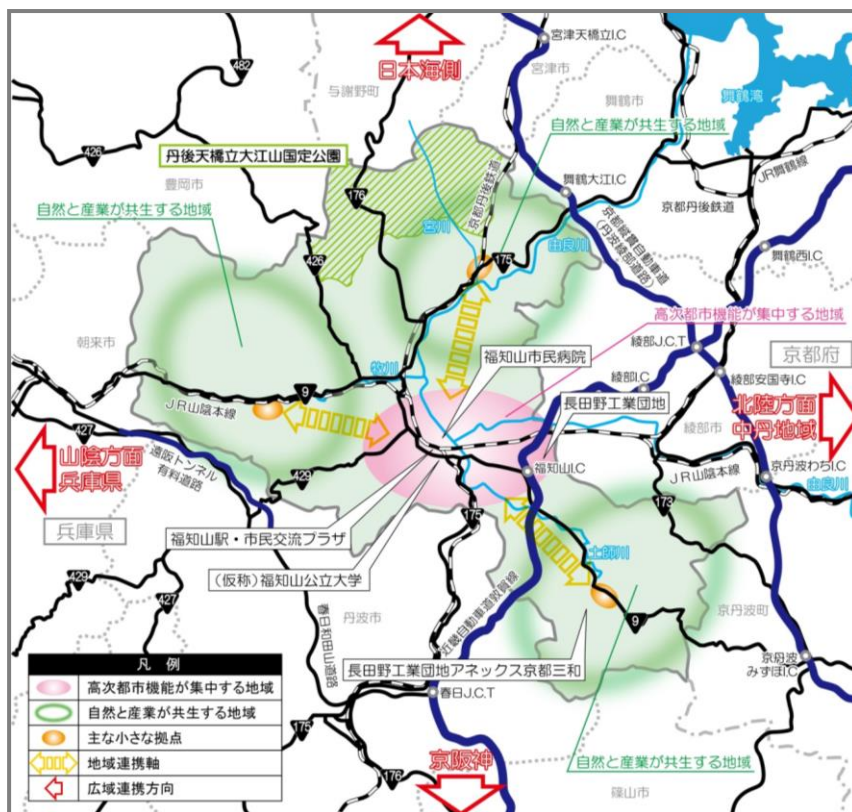 宮津天橋立I.C
日本海側
宮津市
482
与謝野町
舞鶴市
舞鶴湾
自然と産業が共生する地域
426
丹後天橋立大江山国定公園
JR舞鶴線
豊岡市
176
京都丹後鉄道
舞鶴大江I.C
京都丹後鉄道
自然と産業が共生する地域
宮川
由良川
175
京都縦貫自動車道
(丹波綾部道路)
舞鶴西I.C
426
高次都市機能が集中する地域
朝来市
綾部J.C.T
京都府
福知山市民病院
牧川
綾部I.C
綾部安国寺I.C
9
長田野工業団地
北陸方面
中丹地域
JR山陰本線
427
綾部市
山陰方面
兵庫県
遠阪トンネル
有料道路
福知山I.C
JR山陰本線
京丹波わちI.C
429
175
173
由良川
兵庫県
福知山駅・市民交流プラザ
土師川
(仮称)福知山公立大学
429
427
丹波市
近畿自動車道敦賀線
9
京丹波町
春日和田山道路
長田野工業団地アネックス京都三和
京丹波
みずほI.C
凡 例
高次都市機能が集中する地域
春日J.C.T
自然と産業が共生する地域
175
主な小さな拠点
京阪神
自然と産業が共生する地域
地域連携軸
176
広域連携方向
篠山市